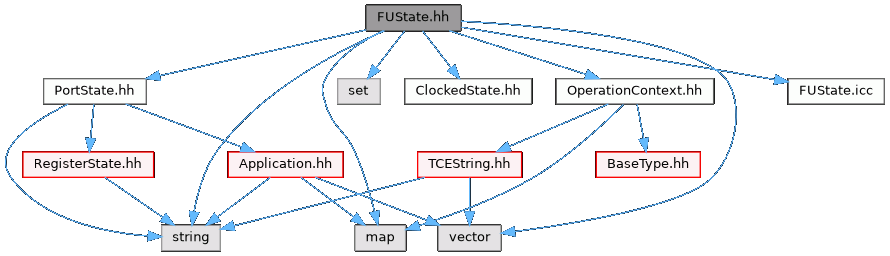 FUState.hh
PortState.hh
set
ClockedState.hh
OperationContext.hh
FUState.icc
RegisterState.hh
Application.hh
TCEString.hh
BaseType.hh
string
map
vector